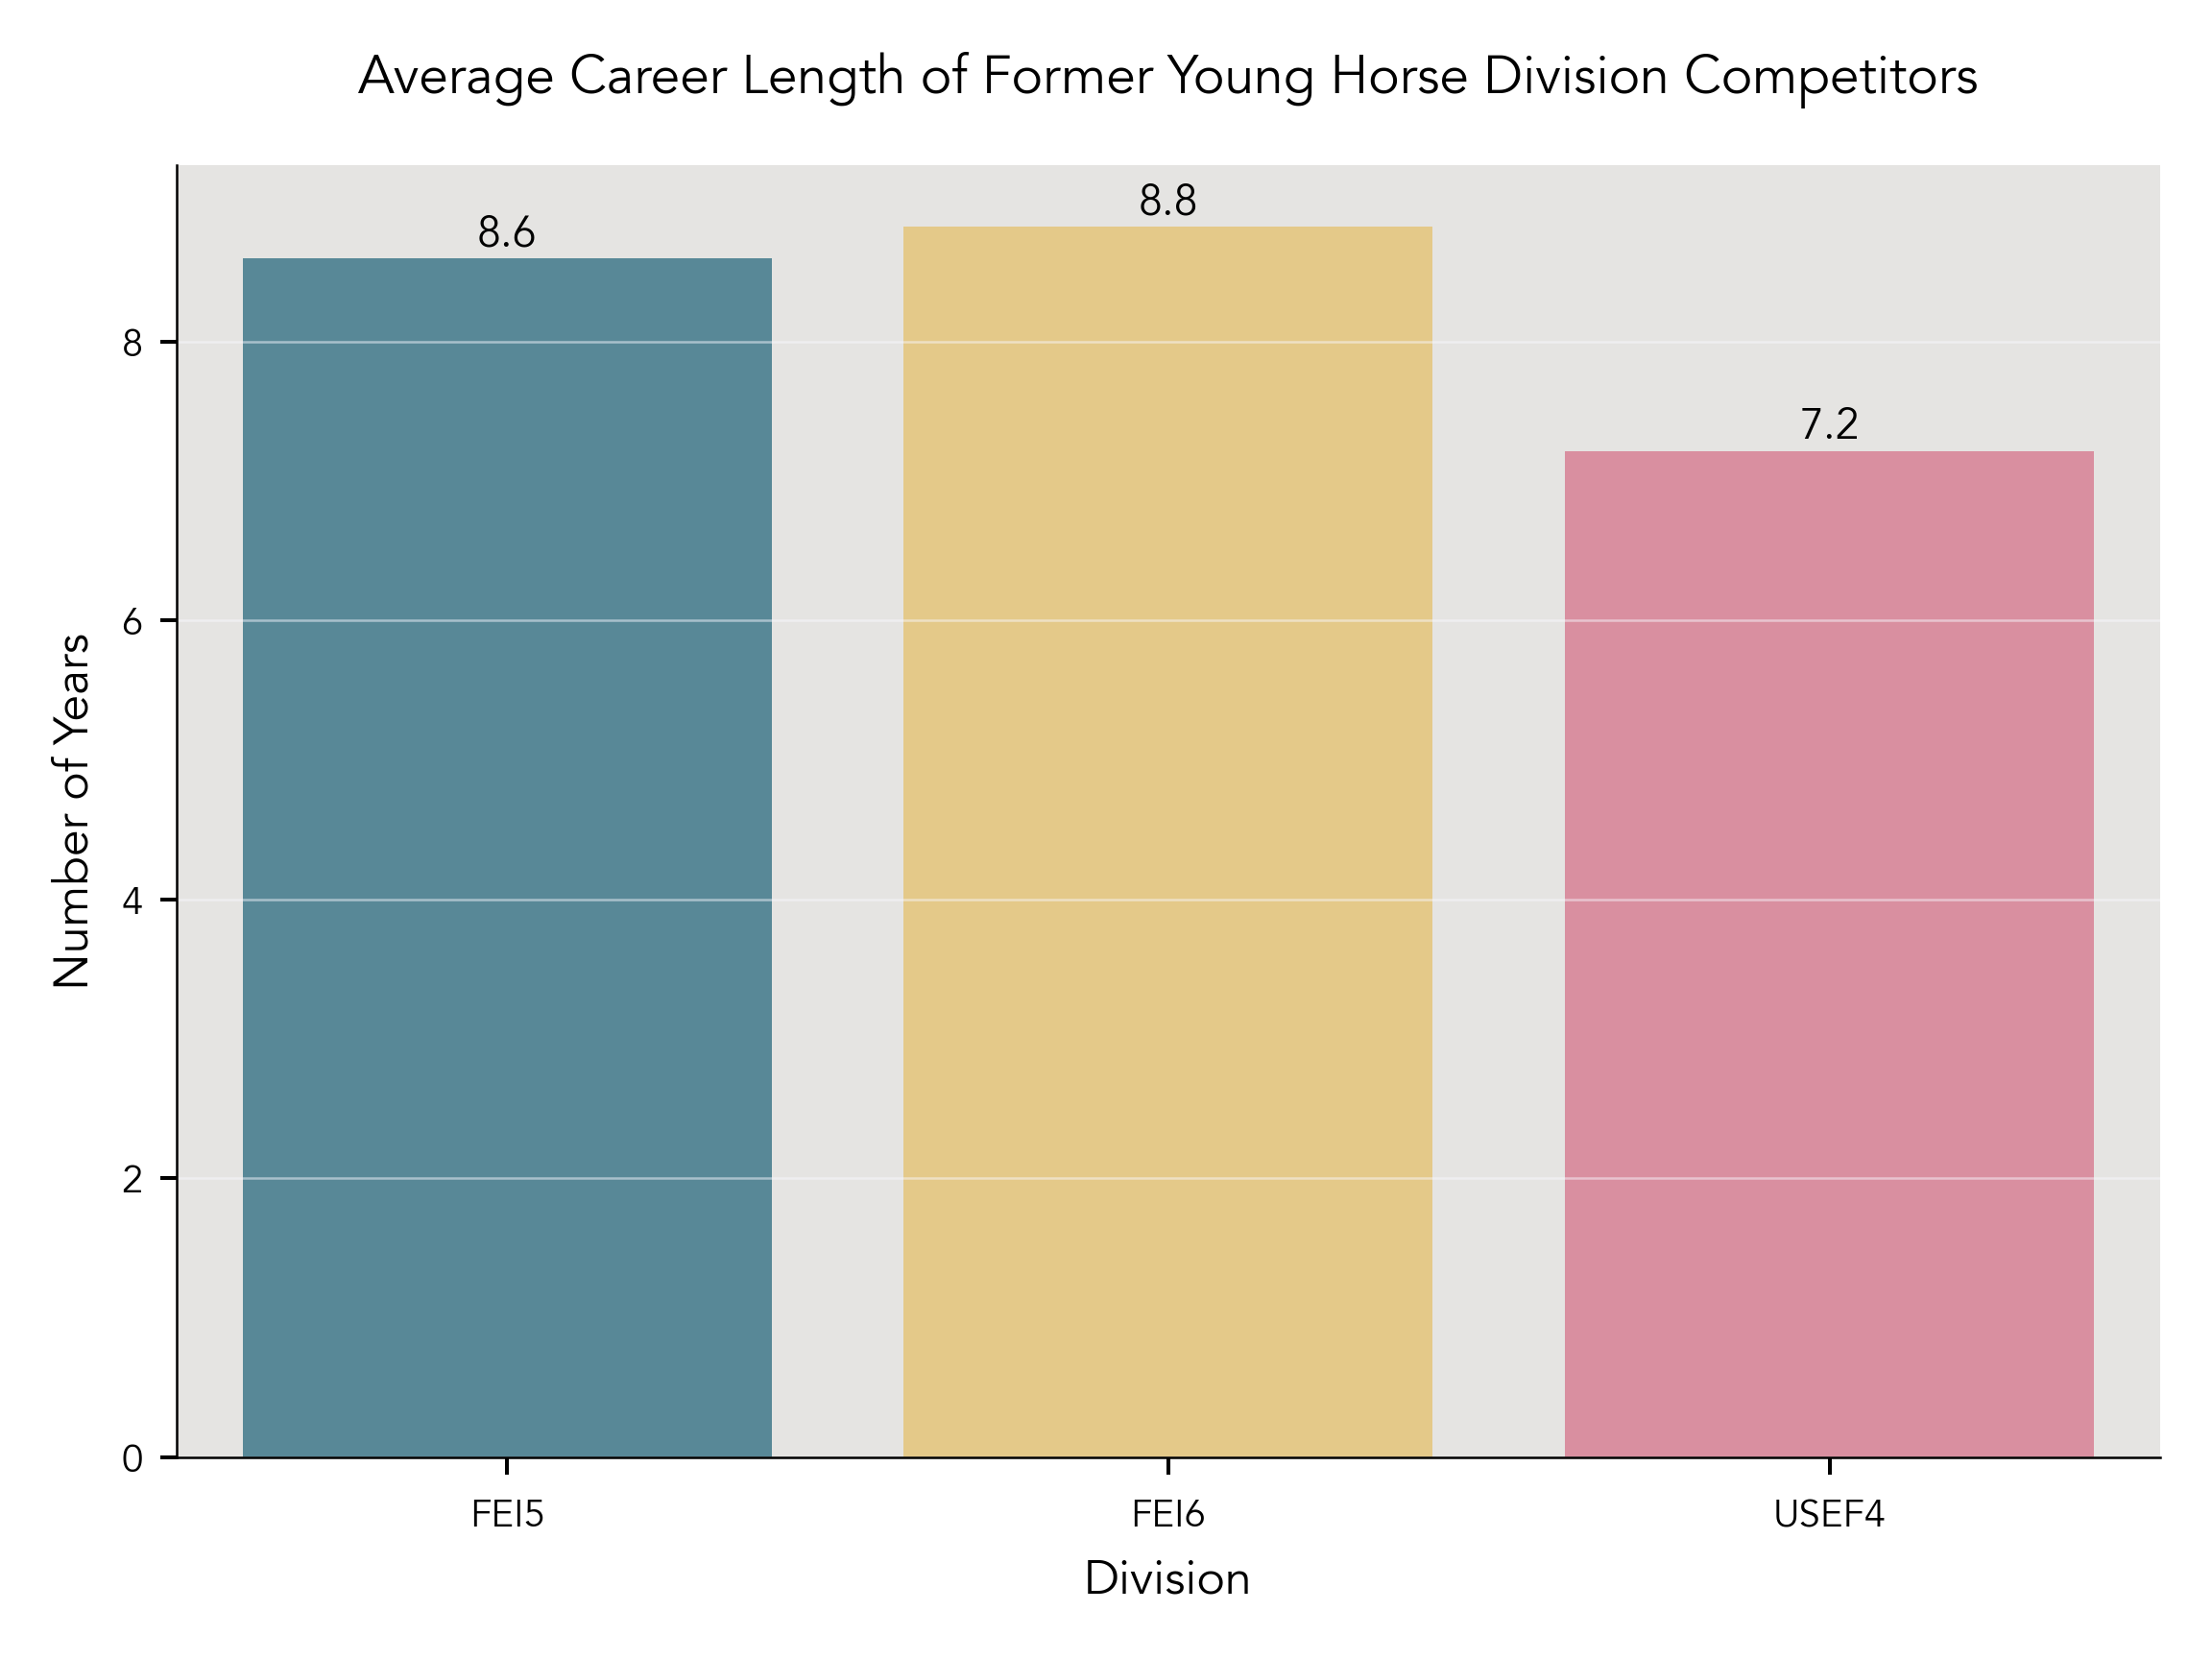 Average Career Length of Former Young Horse Division Competitors
8.6
8.8
7.2
8
6
4
2
0
Number of Years
FEI5
FEI6
USEF4
Division